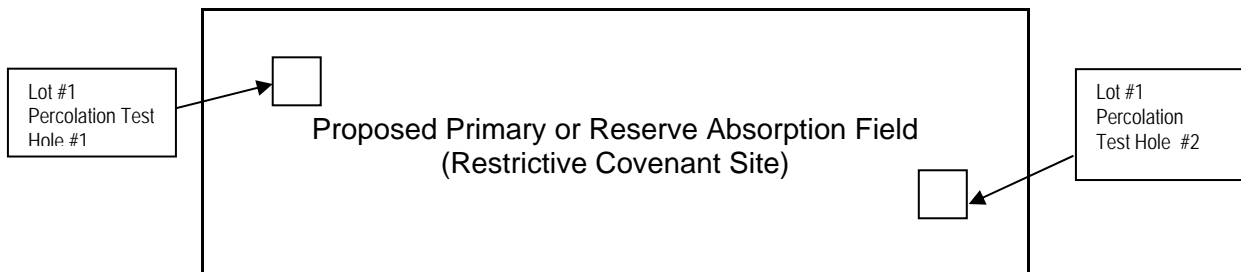 Lot #1
Percolation Test
Hole #1
Proposed Primary or Reserve Absorption Field
(Restrictive Covenant Site)
Lot #1
Percolation
Test Hole #2